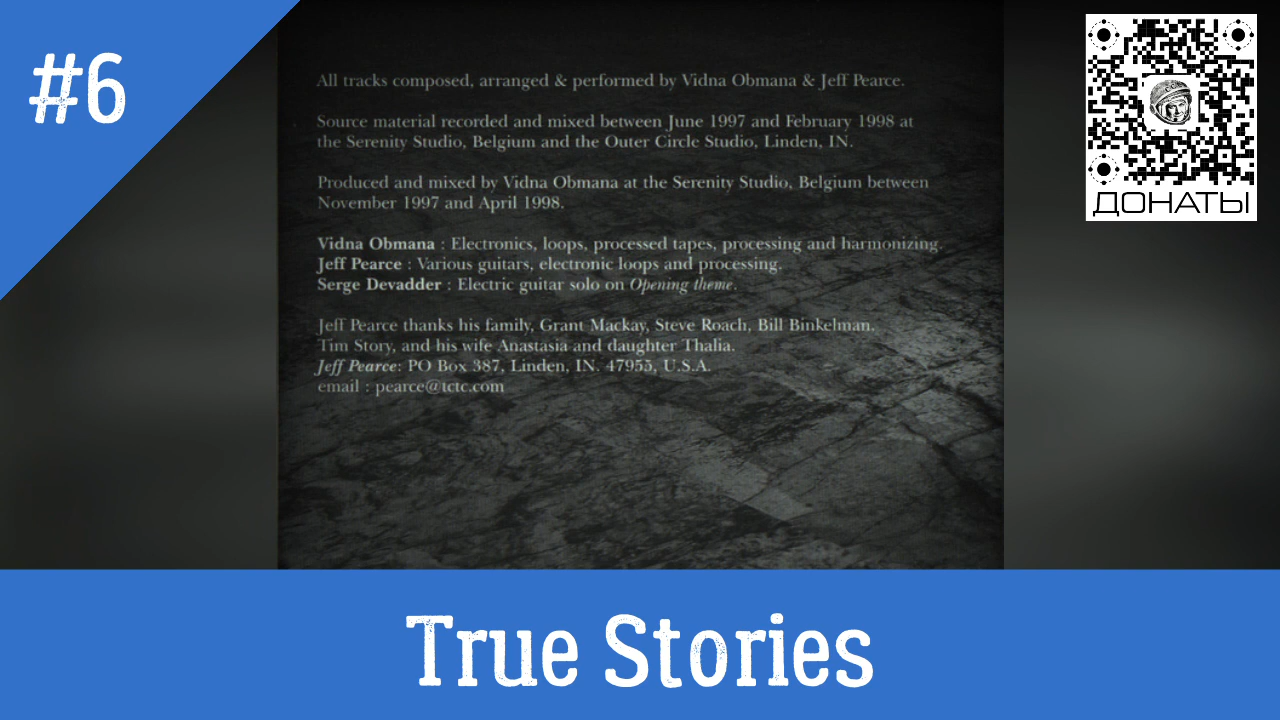 #6
All tracks composed, arranged & performed by Vidna Obmana & Jeff Pearce.
Source material recorded and mixed between June 1997 and February 1998 at
the Serenity Studio, Belgium and the Outer Circle Studio, Linden, IN.
Produced and mixed by Vidna Obmana at the Serenity Studio, Belgium between
November 1997 and April 1998.
Vidna Obmana : Electronics, loops, processed tapes, processing and harmonizing.
Jeff Pearce : Various guitars, electronic loops and processing.
Serge Devadder : Electric guitar solo on Opening theme.
Jeff Pearce thanks his family, Grant Mackay, Steve Roach, Bill Binkelman.
Tim Story, and his wife Anastasia and daughter Thalia.
Jeff Pearce: PO Box 387, Linden, IN. 47955, U.S.A.
email : pearce@tctc.com
ДОНАТЫ
True Stories